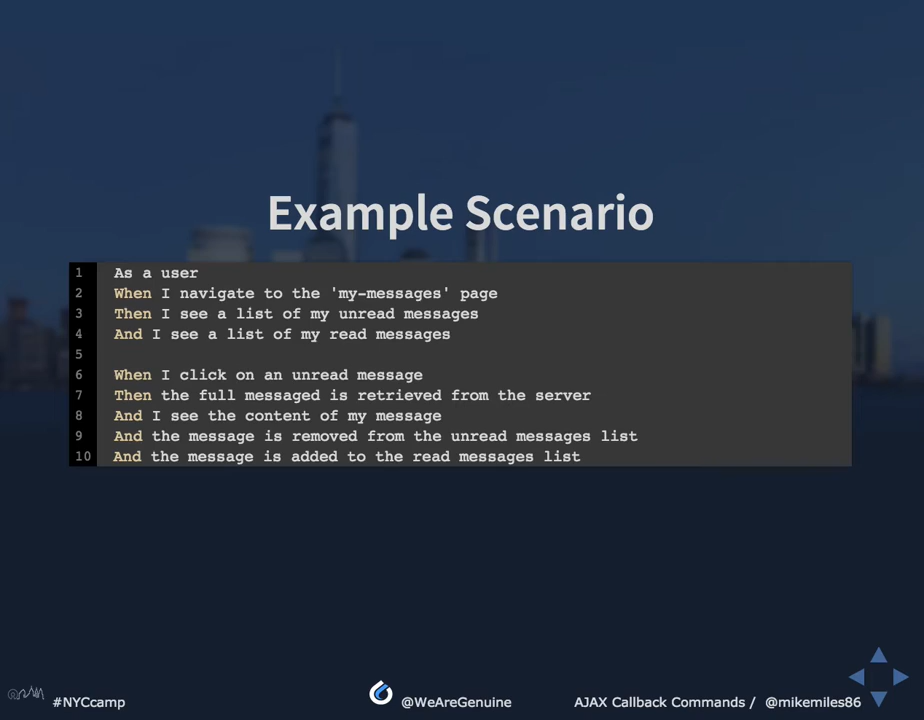 Example Scenario
1 As a user
2 When I navigate to the 'my-messages' page
3 Then I see a list of my unread messages
4 And I see a list of my read messages
5
6 When I click on an unread message
7 Then the full messaged is retrieved from the server
8 And I see the content of my message
9 And the message is removed from the unread messages list
10 And the message is added to the read messages list
#NYCcamp
@WeAreGenuine
AJAX Callback Commands / @mikemiles86